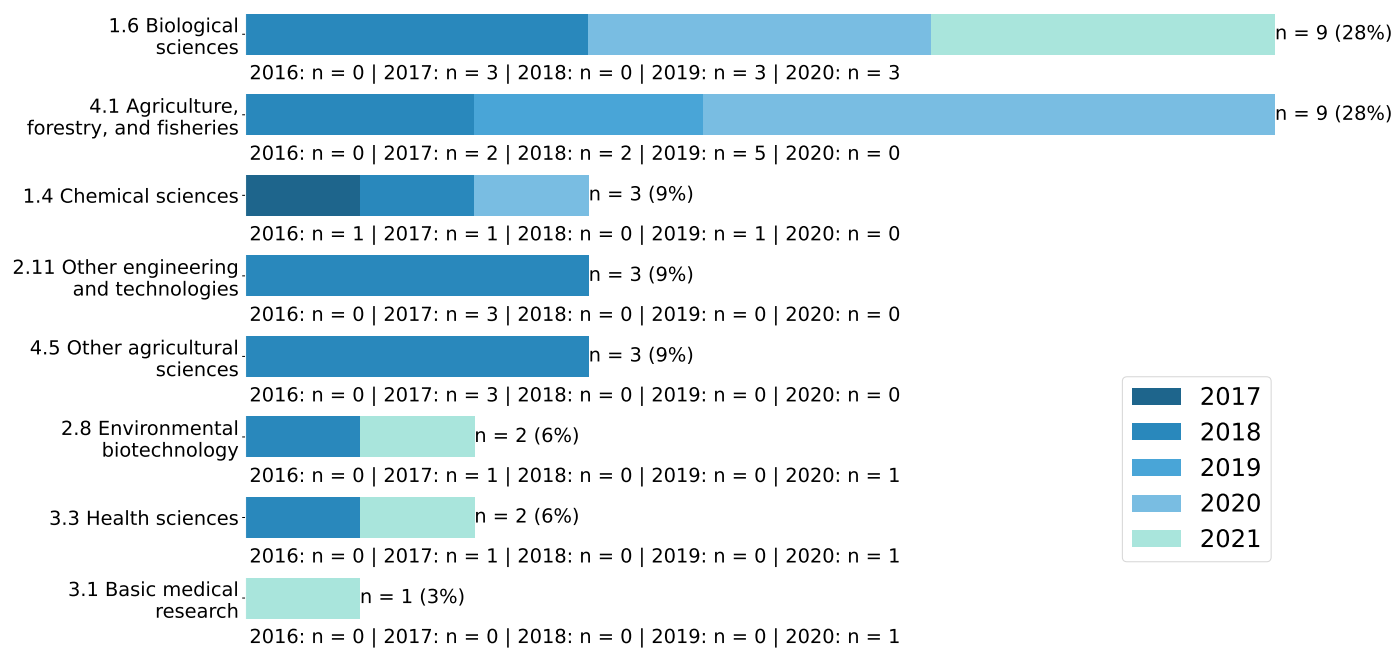 1.6 Biological
sciences
n = 9 (28%)
2016: n = 0 | 2017: n = 3 | 2018: n = 0 | 2019: n = 3 | 2020: n = 3
4.1 Agriculture,
forestry, and fisheries
n = 9 (28%)
2016: n = 0 | 2017: n = 2 | 2018: n = 2 | 2019: n = 5 | 2020: n = 0
1.4 Chemical sciences
n = 3 (9%)
2016: n = 1 | 2017: n = 1 | 2018: n = 0 | 2019: n = 1 | 2020: n = 0
2.11 Other engineering
and technologies
n = 3 (9%)
2016: n = 0 | 2017: n = 3 | 2018: n = 0 | 2019: n = 0 | 2020: n = 0
4.5 Other agricultural
sciences
n = 3 (9%)
2016: n = 0 | 2017: n = 3 | 2018: n = 0 | 2019: n = 0 | 2020: n = 0
2.8 Environmental
biotechnology
n = 2 (6%)
2016: n = 0 | 2017: n = 1 | 2018: n = 0 | 2019: n = 0 | 2020: n = 1
3.3 Health sciences
n = 2 (6%)
2016: n = 0 | 2017: n = 1 | 2018: n = 0 | 2019: n = 0 | 2020: n = 1
3.1 Basic medical
research
n = 1 (3%)
2016: n = 0 | 2017: n = 0 | 2018: n = 0 | 2019: n = 0 | 2020: n = 1
2017
2018
2019
2020
2021